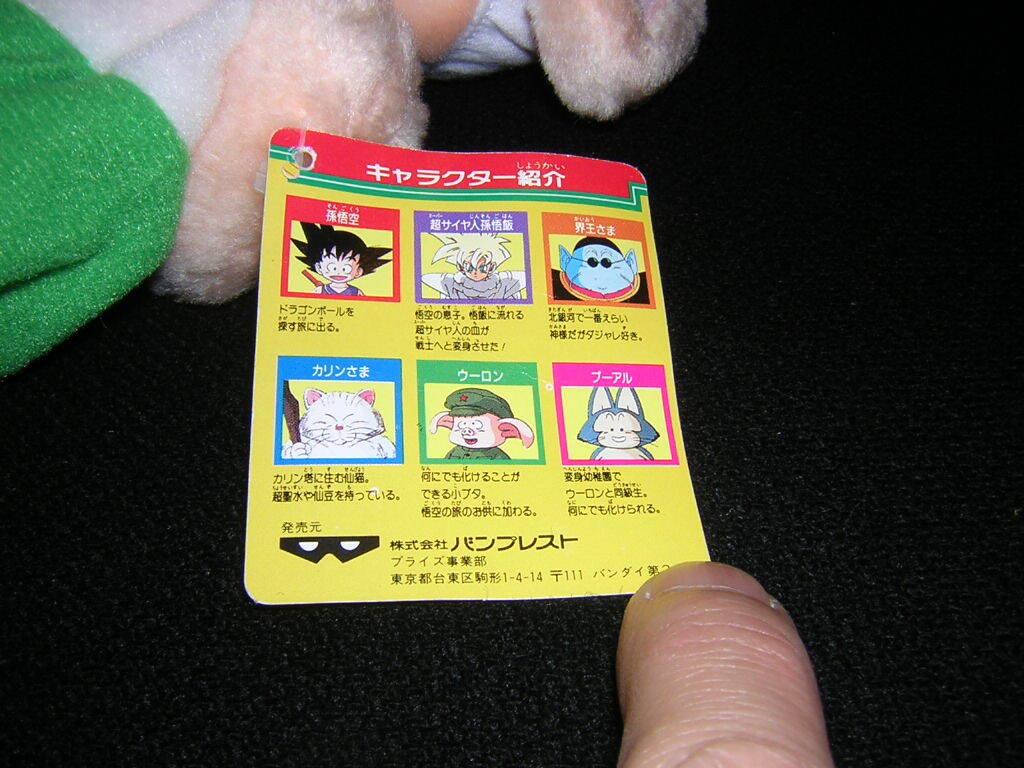 キャラクター紹介
孫悟空
ドラゴンボールを
探す旅に出る。
超サイヤ人孫悟飯
悟空の息子。悟飯に流れる
超サイヤ人の血が
戦士へと変身させた！
界王さま
北銀河で一番えらい
神様だがダジャレ好き。
カリンさま
カリン塔に住む仙猫。
超聖水や仙豆を持っている。
ウーロン
何にでも化けることが
できる小ブタ。
悟空の旅のお供に加わる。
プーアル
変身幼稚園で
ウーロンと同級生。
何にでも化けられる。
発売元
株式会社 バンプレスト
プライズ事業部
東京都台東区駒形1-4-14 〒111 バンダイ第